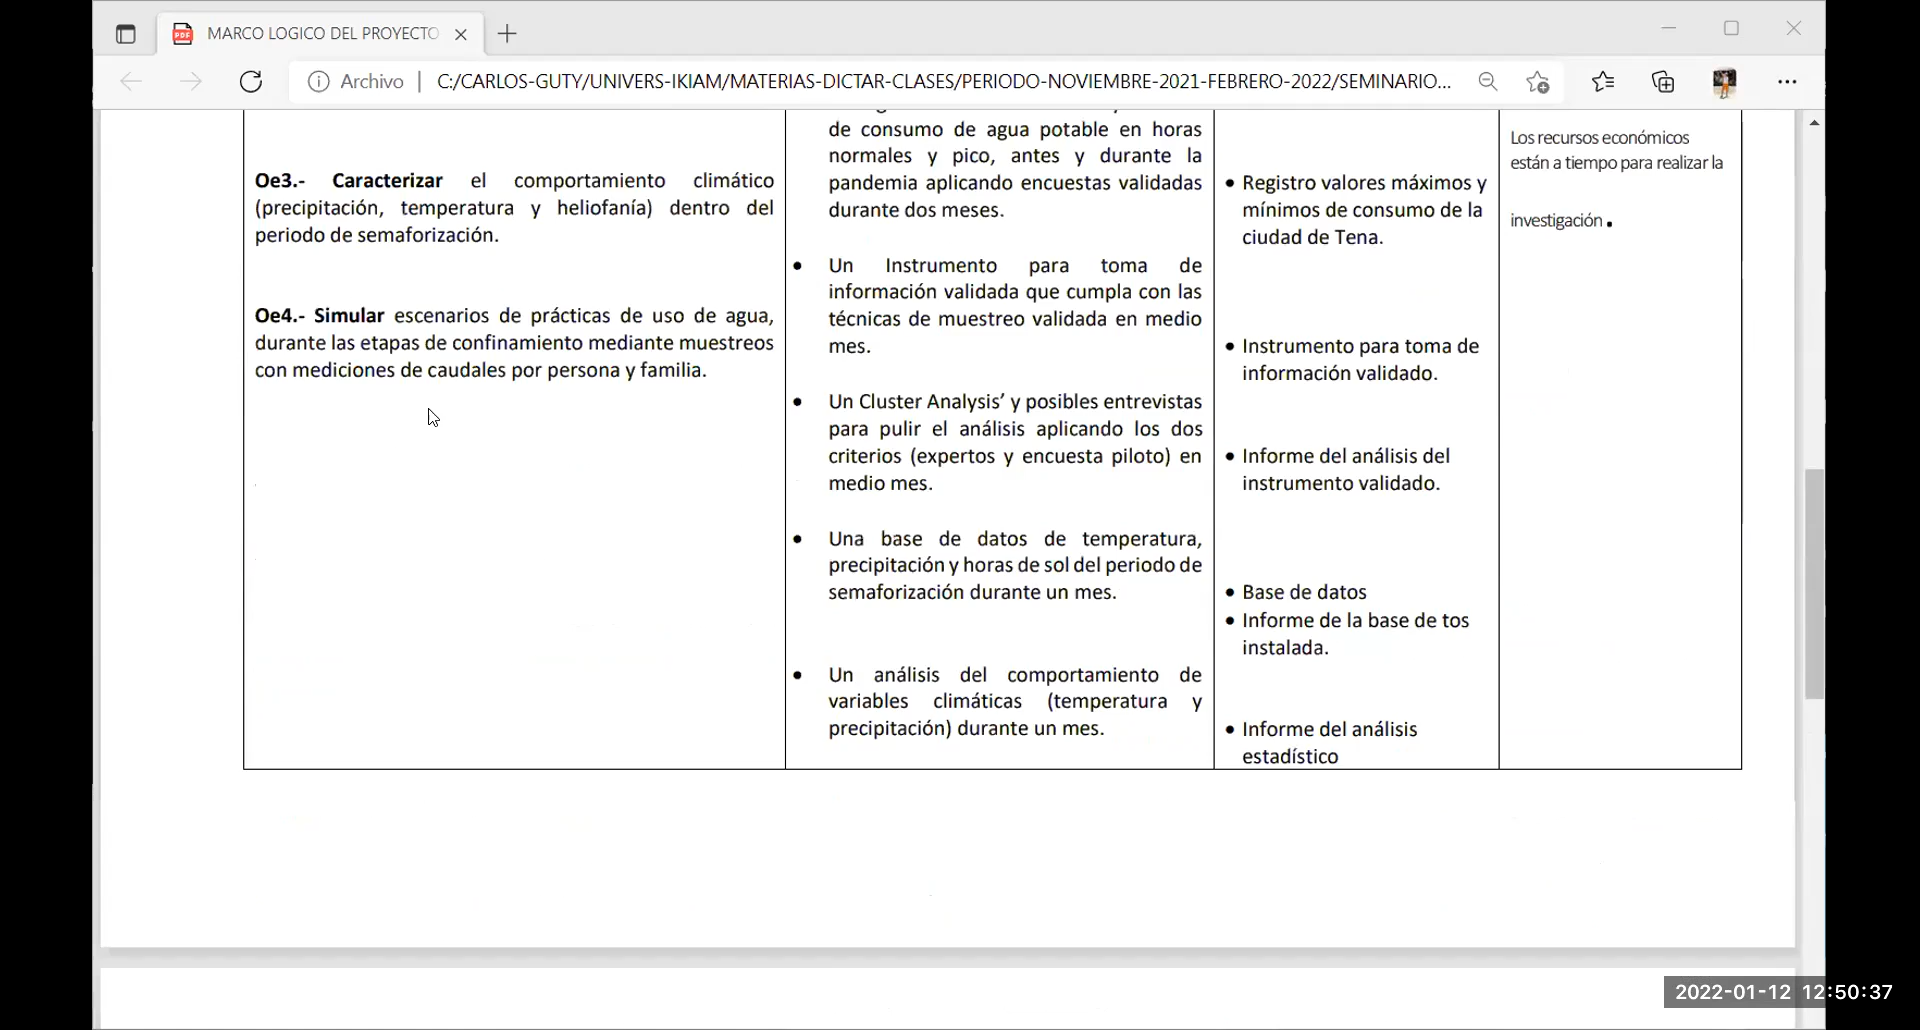 MARCO LOGICO DEL PROYECTO
Archivo
C:/CARLOS-GUTY/UNIVERS-IKIAM/MATERIAS-DICTAR-CLASES/PERIODO-NOVIEMBRE-2021-FEBRERO-2022/SEMINARIO...
Oe3.- Caracterizar el comportamiento climático
(precipitación, temperatura y heliofanía) dentro del
periodo de semaforización.
Oe4.- Simular escenarios de prácticas de uso de agua,
durante las etapas de confinamiento mediante muestreos
con mediciones de caudales por persona y familia.
de consumo de agua potable en horas
normales y pico, antes y durante la
pandemia aplicando encuestas validadas
durante dos meses.
• Un Instrumento para toma de
información validada que cumpla con las
técnicas de muestreo validada en medio
mes.
• Un Cluster Analysis’ y posibles entrevistas
para pulir el análisis aplicando los dos
criterios (expertos y encuesta piloto) en
medio mes.
• Una base de datos de temperatura,
precipitación y horas de sol del periodo de
semaforización durante un mes.
• Un análisis del comportamiento de
variables climáticas (temperatura y
precipitación) durante un mes.
• Registro valores máximos y
mínimos de consumo de la
ciudad de Tena.
• Instrumento para toma de
información validado.
• Informe del análisis del
instrumento validado.
• Base de datos
• Informe de la base de tos
instalada.
• Informe del análisis
estadístico
Los recursos económicos
están a tiempo para realizar la
investigación .
2022-01-12 12:50:37